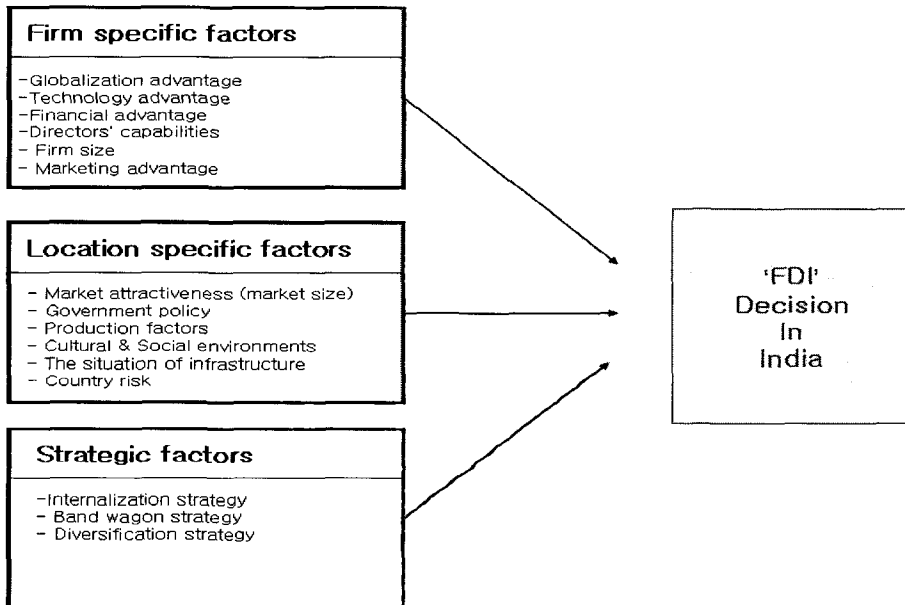 Firm specific factors
-Globalization advantage
-Technology advantage
-Financial advantage
-Directors' capabilities
- Firm size
- Marketing advantage
Location specific factors
- Market attractiveness (market size)
- Government policy
- Production factors
- Cultural & Social environments
- The situation of infrastructure
- Country risk
Strategic factors
-Internalization strategy
- Band wagon strategy
- Diversification strategy
'FDI'
Decision
In
India